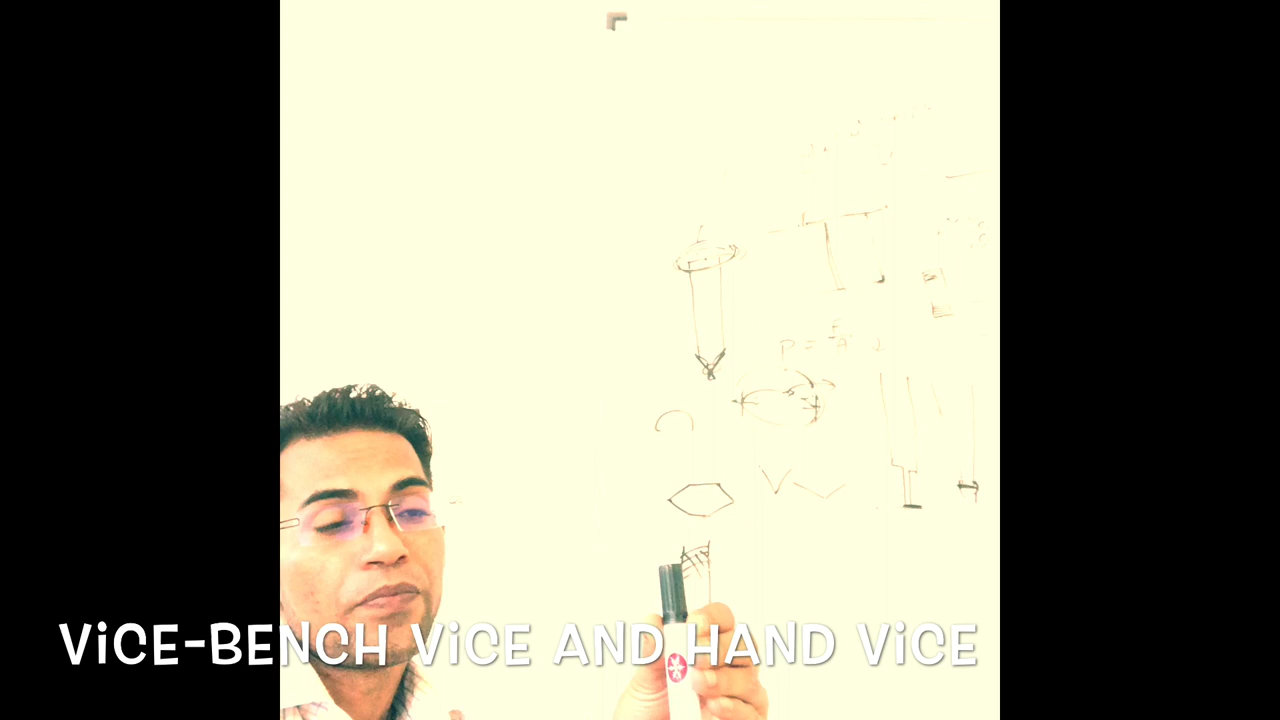 P = F/A ↓
ViCE-BENCH ViCE AND HAND ViCE